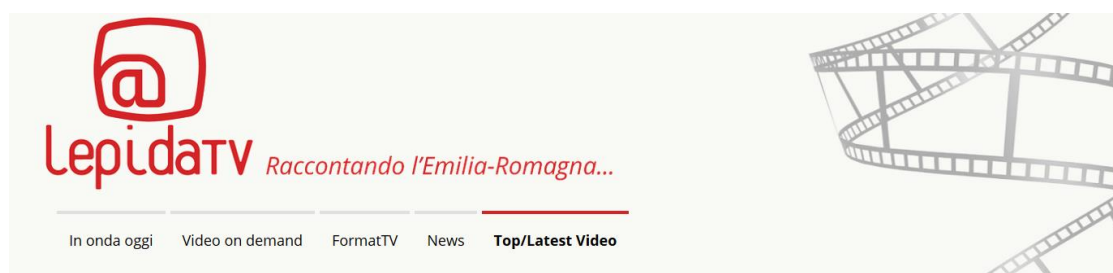 @
LepidaTV Raccontando l'Emilia-Romagna...
In onda oggi Video on demand FormatTV News Top/Latest Video